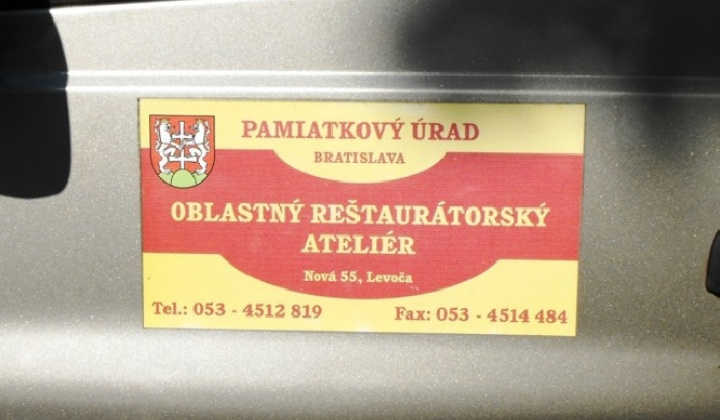 PAMIATKOVÝ ÚRAD
BRATISLAVA
OBLASTNÝ REŠTAURÁTORSKÝ
ATELIÉR
Nová 55, Levoča
Tel.: 053 - 4512 819 Fax: 053 - 4514 484